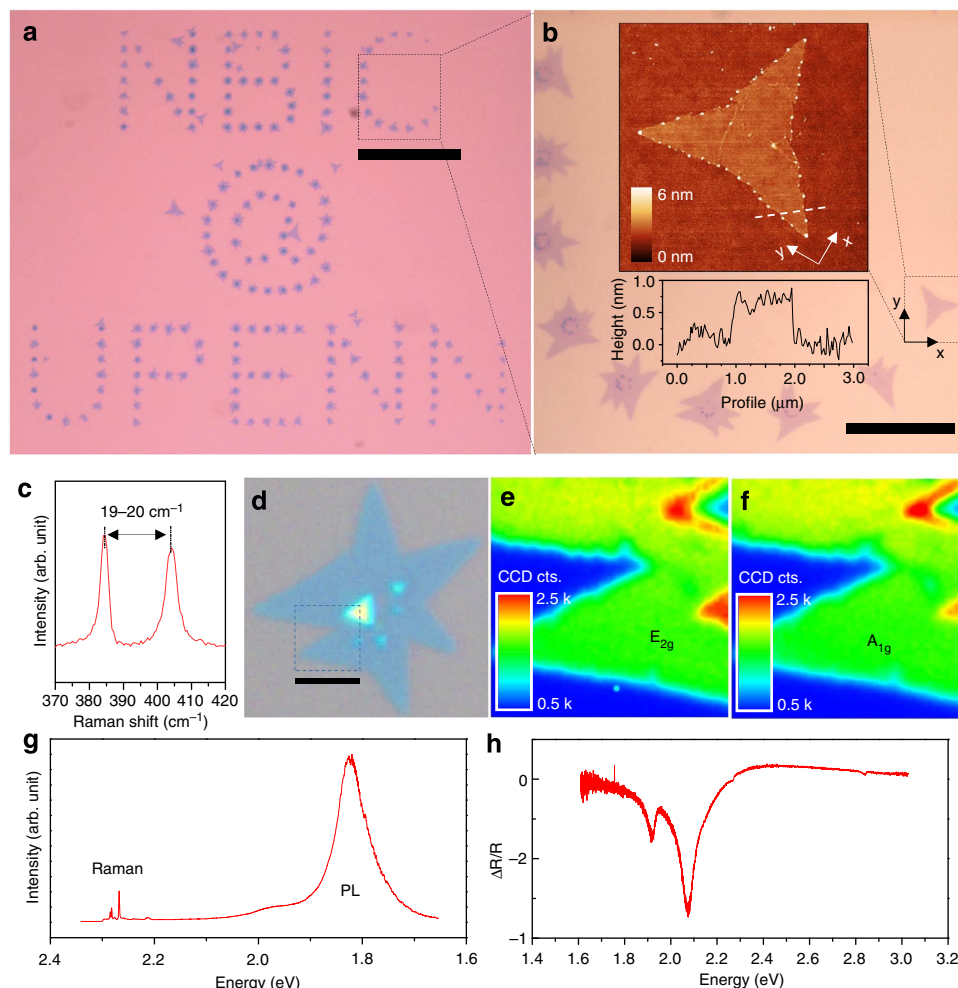 a
NBIC
@
UPENN
b
6 nm
0 nm
y
x
Height (nm)
1.0
0.0
0.0 1.0 2.0 3.0
Profile (μm)
y
x
c
19–20 cm⁻¹
Intensity (arb. unit)
370 380 390 400 410 420
Raman shift (cm⁻¹)
d
e
CCD cts.
2.5 k
0.5 k
E₂g
f
CCD cts.
2.5 k
0.5 k
A₁g
g
Intensity (arb. unit)
Raman
PL
2.4 2.2 2.0 1.8 1.6
Energy (eV)
h
ΔR/R
0
-2
-1
1.4 1.6 1.8 2.0 2.2 2.4 2.6 2.8 3.0 3.2
Energy (eV)